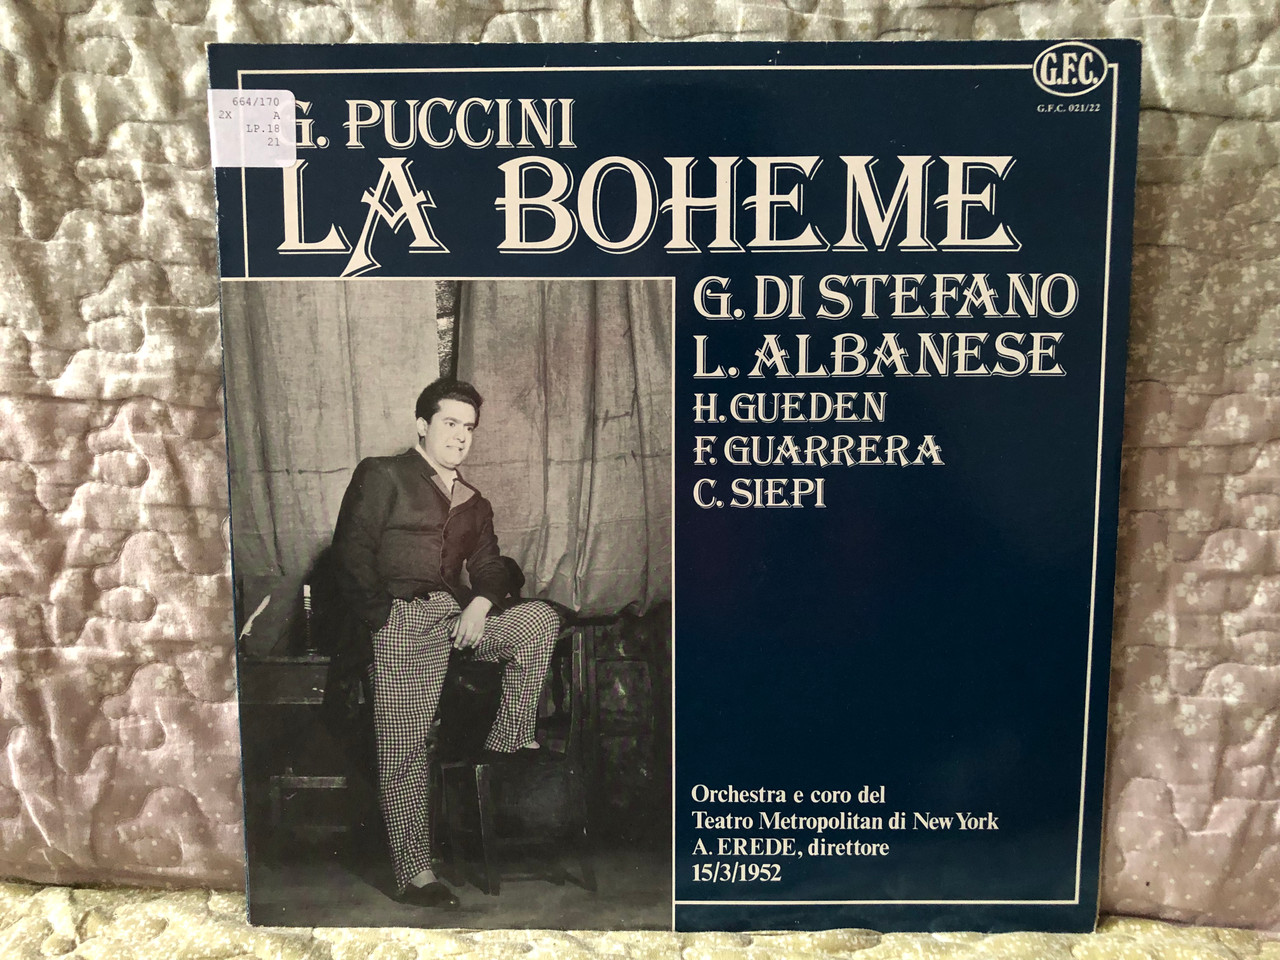 G.F.C.
G.F.C. 021/22
664/170
2X A
LP.18
21
G. PUCCINI
LA BOHEME
G. DI STEFANO
L. ALBANESE
H. GUEDEN
F. GUARRERA
C. SIEPI
Orchestra e coro del
Teatro Metropolitan di New York
A. EREDE, direttore
15/3/1952